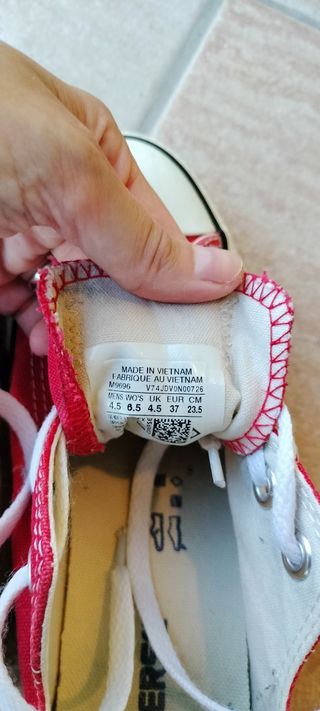 MADE IN VIETNAM
FABRIQUE AU VIETNAM
M9696 V74JDV0N00726
MENS WO'S UK EUR CM
4.5 6.5 4.5 37 23.5